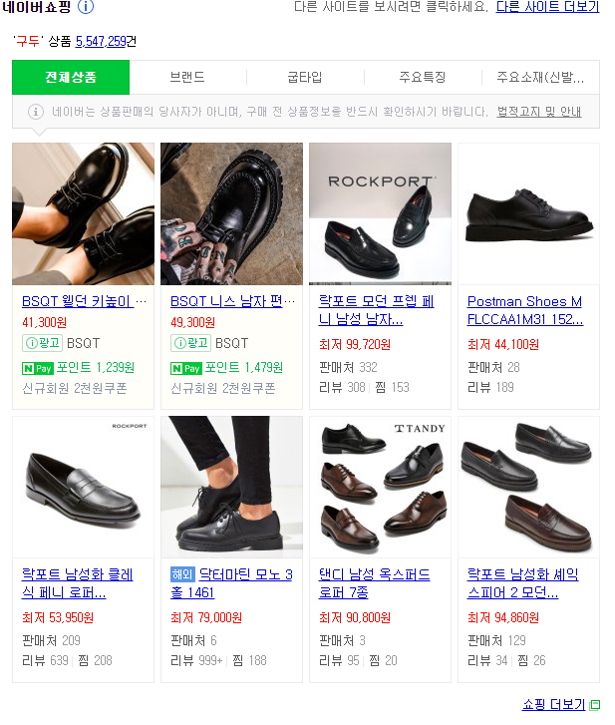 네이버쇼핑 다른 사이트를 보시려면 클릭하세요. 다른 사이트 더보기
'구두' 상품 5,547,259건
전체상품 브랜드 굽타입 주요특징 주요소재(신발...
네이버는 상품판매의 당사자가 아니며, 구매 전 상품정보를 반드시 확인하시기 바랍니다. 법적고지 및 안내
ROCKPORT
BSQT 웰던 키높이 ...
41,300원
광고 BSQT
N Pay 포인트 1,239원
신규회원 2천원쿠폰
BSQT 니스 남자 편...
49,300원
광고 BSQT
N Pay 포인트 1,479원
신규회원 2천원쿠폰
락포트 모던 프렙 페
니 남성 남자...
최저 99,720원
판매처 332
리뷰 308 찜 153
Postman Shoes M
FLCCAA1M31 152...
최저 44,100원
판매처 28
리뷰 189
ROCKPORT
락포트 남성화 클레
식 페니 로퍼...
최저 53,950원
판매처 209
리뷰 639 찜 208
해외 닥터마틴 모노 3
홀 1461
최저 79,000원
판매처 6
리뷰 999+ 찜 188
TANDY
탠디 남성 옥스퍼드
로퍼 7종
최저 90,800원
판매처 3
리뷰 95 찜 20
락포트 남성화 셰익
스피어 2 모던...
최저 94,860원
판매처 129
리뷰 34 찜 26
쇼핑 더보기